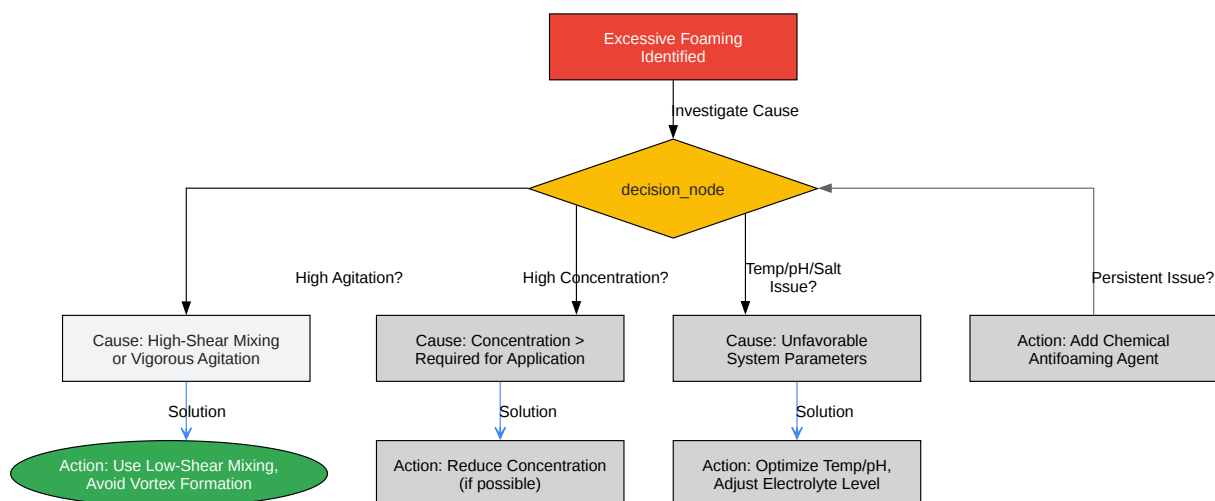 Excessive Foaming
Identified
Investigate Cause
decision_node
High Agitation?
High Concentration?
Temp/pH/Salt
Issue?
Persistent Issue?
Cause: High-Shear Mixing
or Vigorous Agitation
Cause: Concentration >
Required for Application
Cause: Unfavorable
System Parameters
Action: Add Chemical
Antifoaming Agent
Solution
Solution
Solution
Action: Use Low-Shear Mixing,
Avoid Vortex Formation
Action: Reduce Concentration
(if possible)
Action: Optimize Temp/pH,
Adjust Electrolyte Level